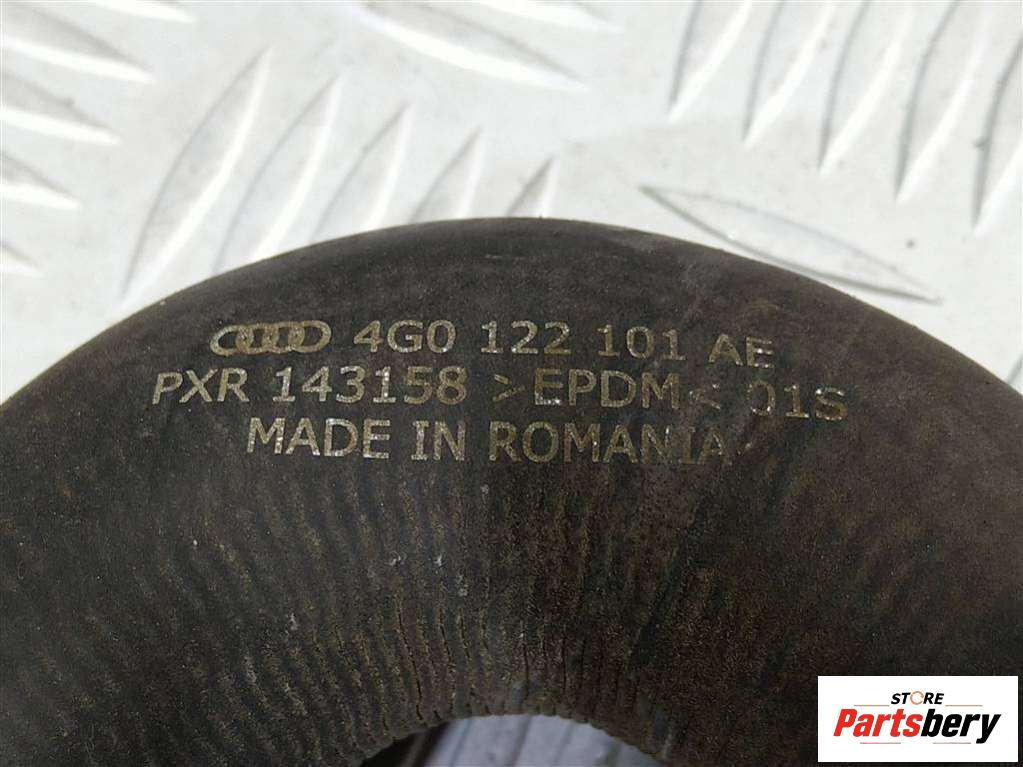 4G0 122 101 AE
PXR 143158 >EPDM< 01S
MADE IN ROMANIA
STORE
Partsbery